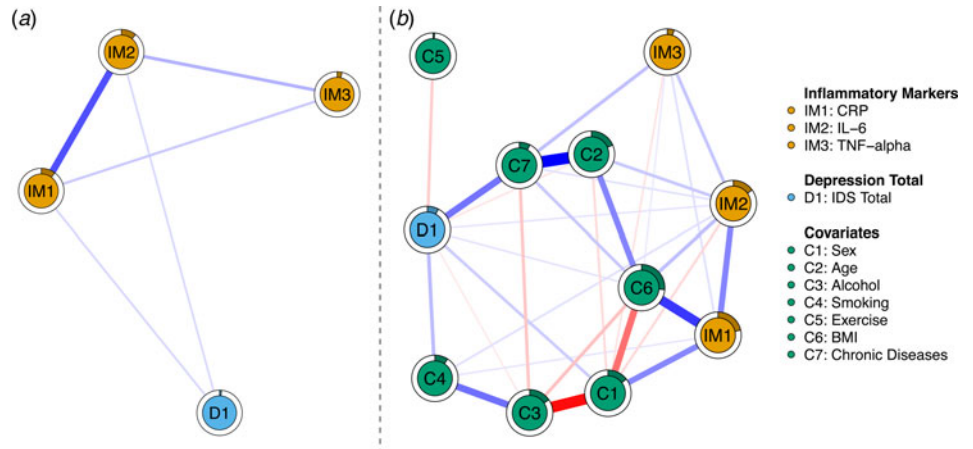 (a)
IM2
IM3
IM1
D1
(b)
C5
IM3
C7
C2
D1
IM2
C6
IM1
C4
C3
C1
Inflammatory Markers
IM1: CRP
IM2: IL−6
IM3: TNF−alpha
Depression Total
D1: IDS Total
Covariates
C1: Sex
C2: Age
C3: Alcohol
C4: Smoking
C5: Exercise
C6: BMI
C7: Chronic Diseases